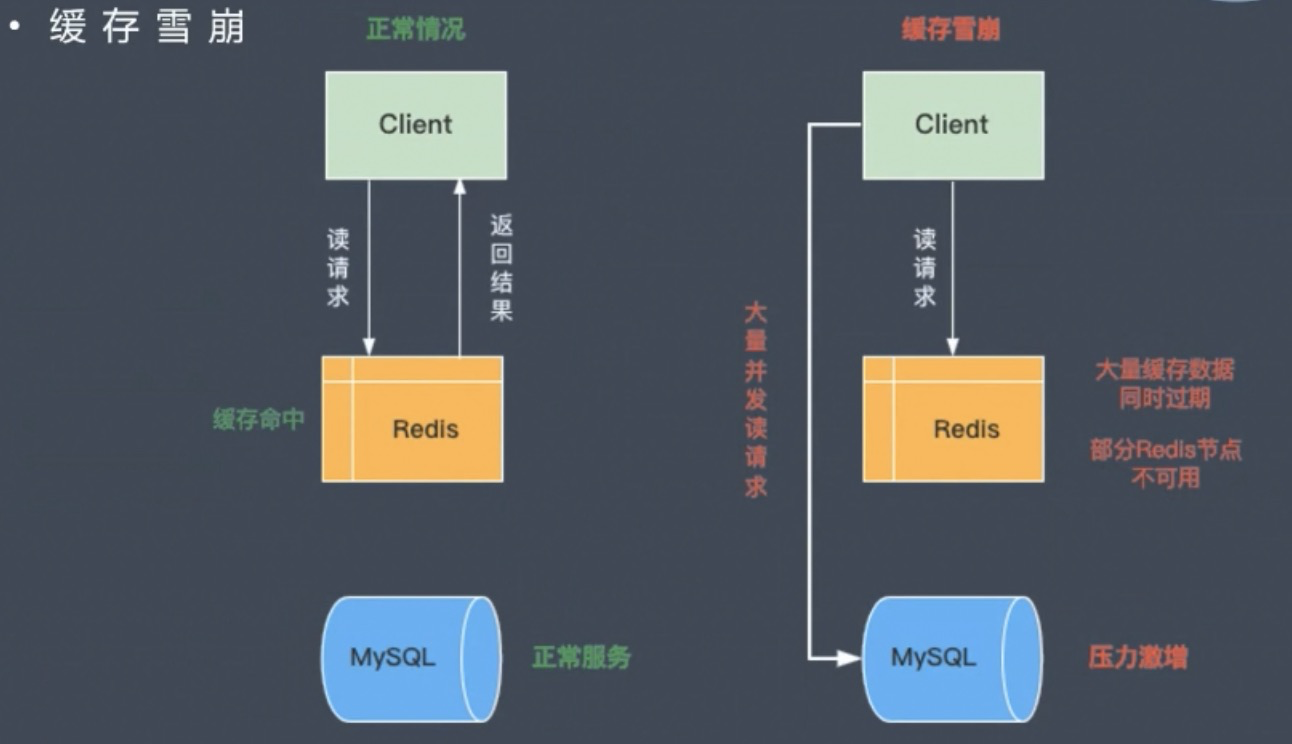 • 缓存雪崩
正常情况
Client
读请求
返回结果
缓存命中
Redis
MySQL
正常服务
缓存雪崩
Client
读请求
大量并发读请求
Redis
大量缓存数据
同时过期
部分Redis节点
不可用
MySQL
压力激增